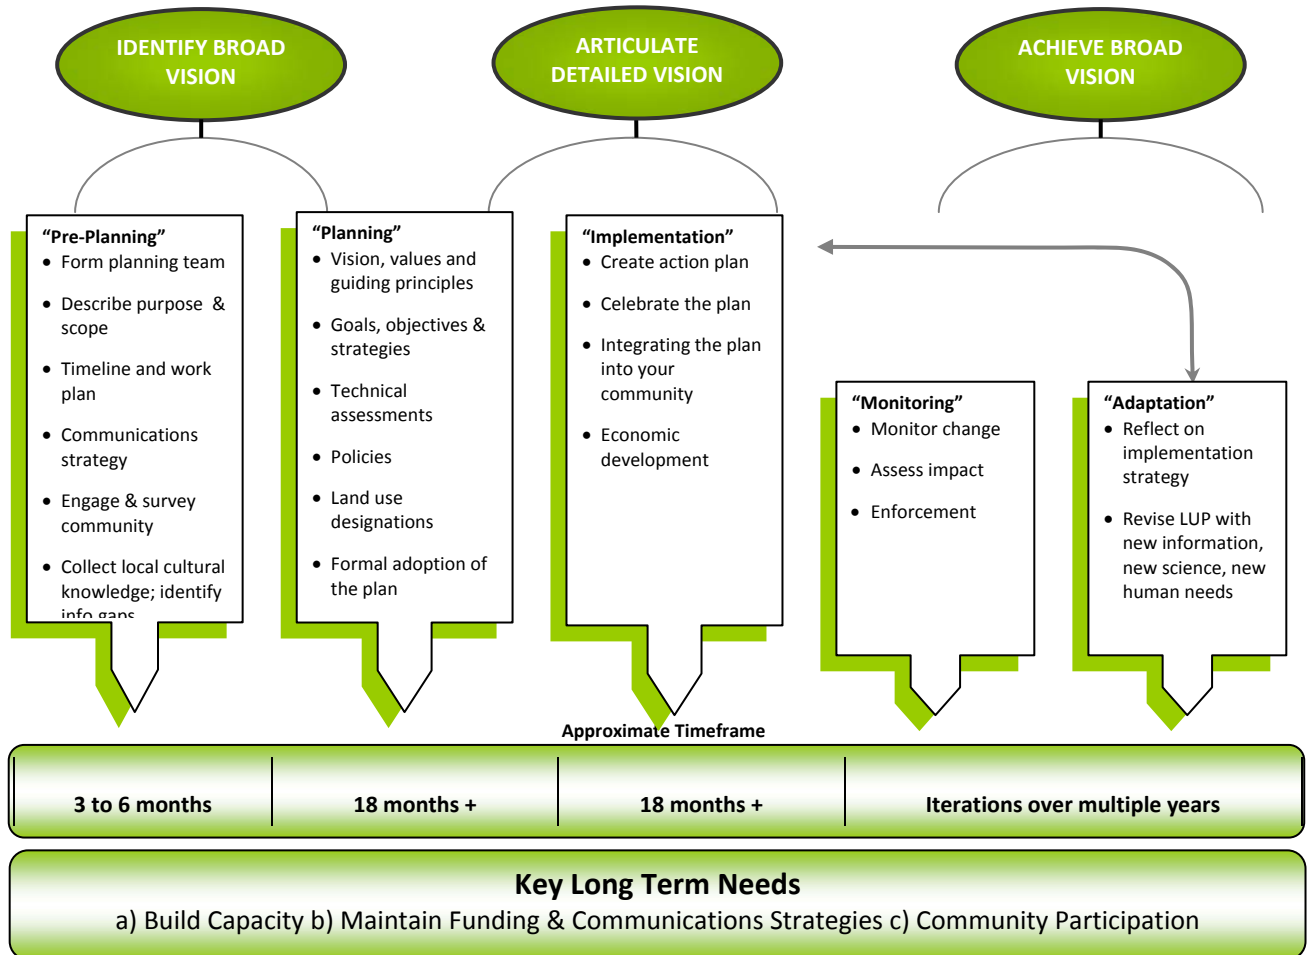 IDENTIFY BROAD
VISION
ARTICULATE
DETAILED VISION
ACHIEVE BROAD
VISION
“Pre-Planning”
• Form planning team
• Describe purpose & scope
• Timeline and work plan
• Communications strategy
• Engage & survey community
• Collect local cultural knowledge; identify info gaps
“Planning”
• Vision, values and guiding principles
• Goals, objectives & strategies
• Technical assessments
• Policies
• Land use designations
• Formal adoption of the plan
“Implementation”
• Create action plan
• Celebrate the plan
• Integrating the plan into your community
• Economic development
“Monitoring”
• Monitor change
• Assess impact
• Enforcement
“Adaptation”
• Reflect on implementation strategy
• Revise LUP with new information, new science, new human needs
Approximate Timeframe
3 to 6 months
18 months +
18 months +
Iterations over multiple years
Key Long Term Needs
a) Build Capacity b) Maintain Funding & Communications Strategies c) Community Participation